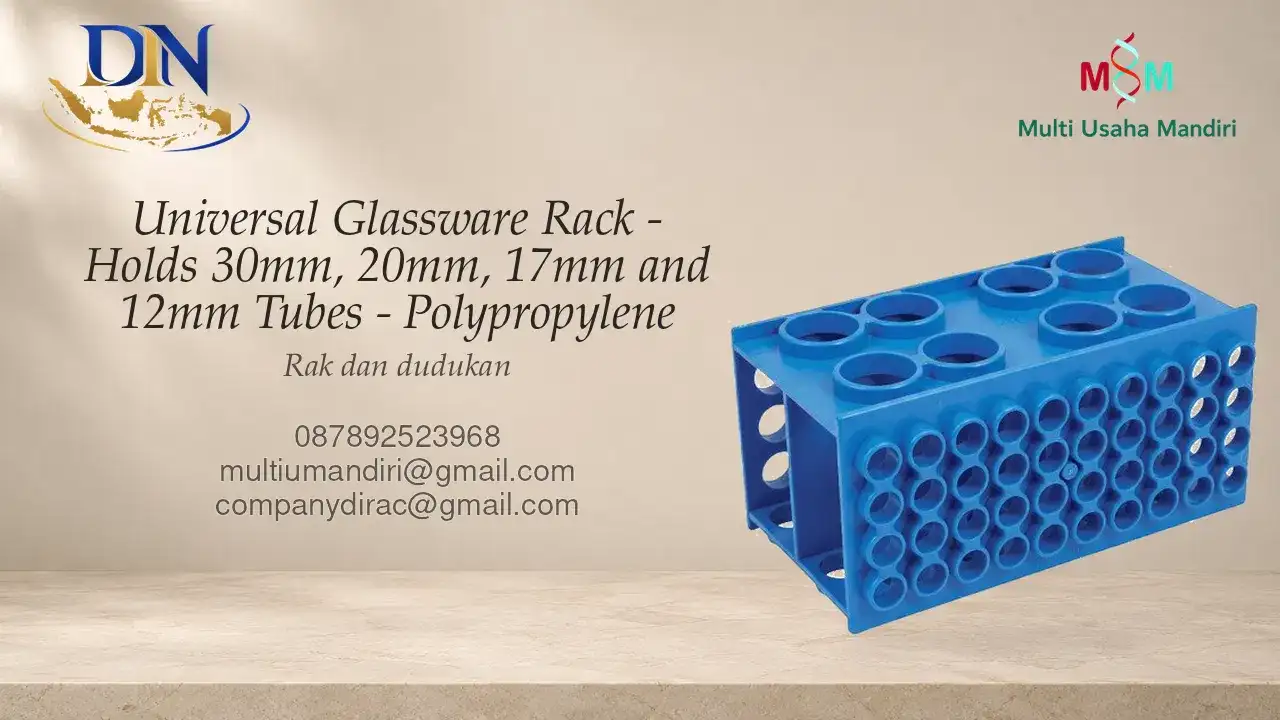 DN
M M
Multi Usaha Mandiri
Universal Glassware Rack -
Holds 30mm, 20mm, 17mm and
12mm Tubes - Polypropylene
Rak dan dudukan
087892523968
multiumandiri@gmail.com
companydirac@gmail.com